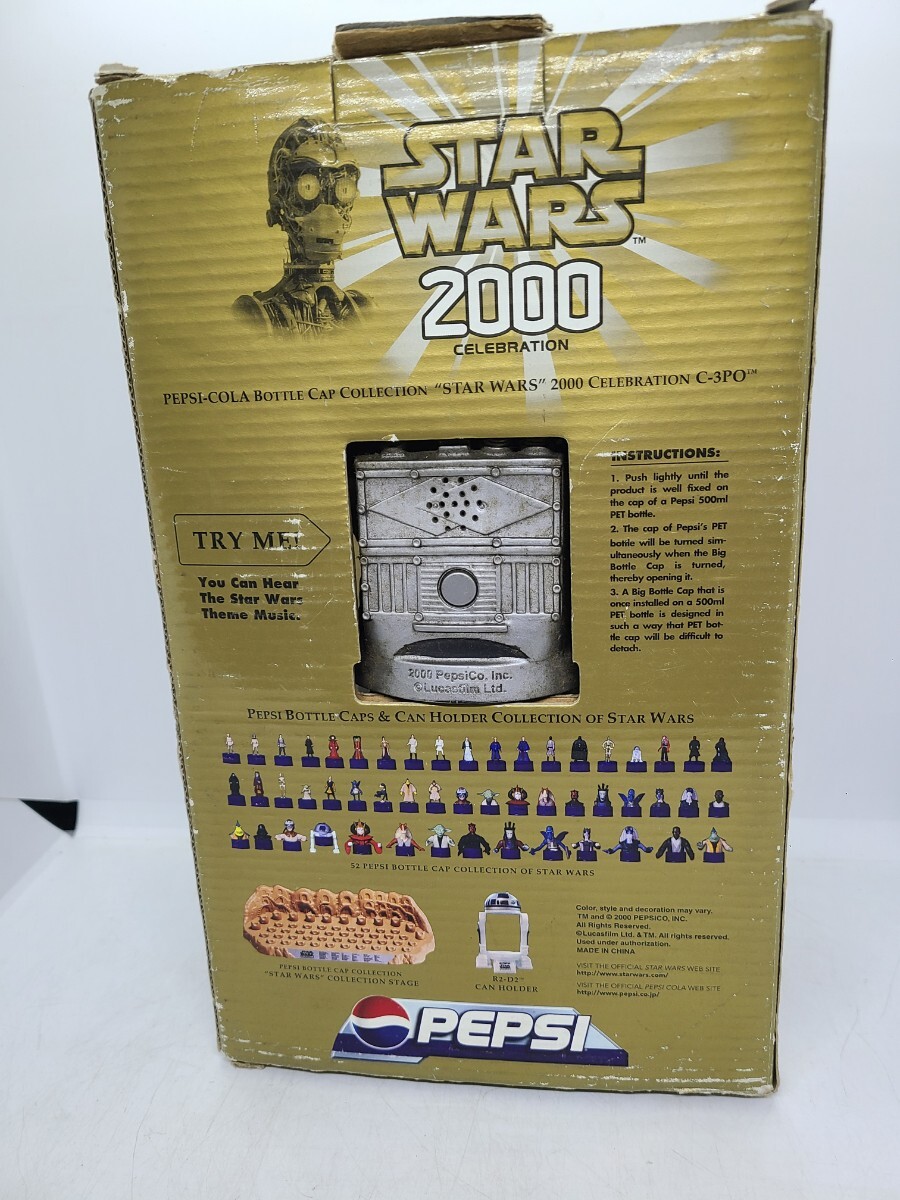 STAR
WARS™
2000
CELEBRATION
PEPSI-COLA BOTTLE CAP COLLECTION "STAR WARS" 2000 CELEBRATION C-3PO™
TRY ME!
You Can Hear
The Star Wars
Theme Music.
INSTRUCTIONS:
1. Push lightly until the
product is well fixed on
the cap of a Pepsi 500ml
PET bottle.
2. The cap of Pepsi's PET
bottle will be turned sim-
ultaneously when the Big
Bottle Cap is turned,
thereby opening it.
3. A Big Bottle Cap that is
once installed on a 500ml
PET bottle is designed in
such a way that PET bot-
tle cap will be difficult to
detach.
2000 PepsiCo, Inc.
©Lucasfilm Ltd.
PEPSI BOTTLE CAPS & CAN HOLDER COLLECTION OF STAR WARS
52 PEPSI BOTTLE CAP COLLECTION OF STAR WARS
PEPSI BOTTLE CAP COLLECTION
"STAR WARS" COLLECTION STAGE
R2-D2™
CAN HOLDER
Color, style and decoration may vary.
TM and © 2000 PEPSICO, INC.
All Rights Reserved.
©Lucasfilm Ltd. & TM. All rights reserved.
Used under authorization.
MADE IN CHINA
VISIT THE OFFICIAL STAR WARS WEB SITE
http://www.starwars.com/
VISIT THE OFFICIAL PEPSI COLA WEB SITE
http://www.pepsi.co.jp/
PEPSI